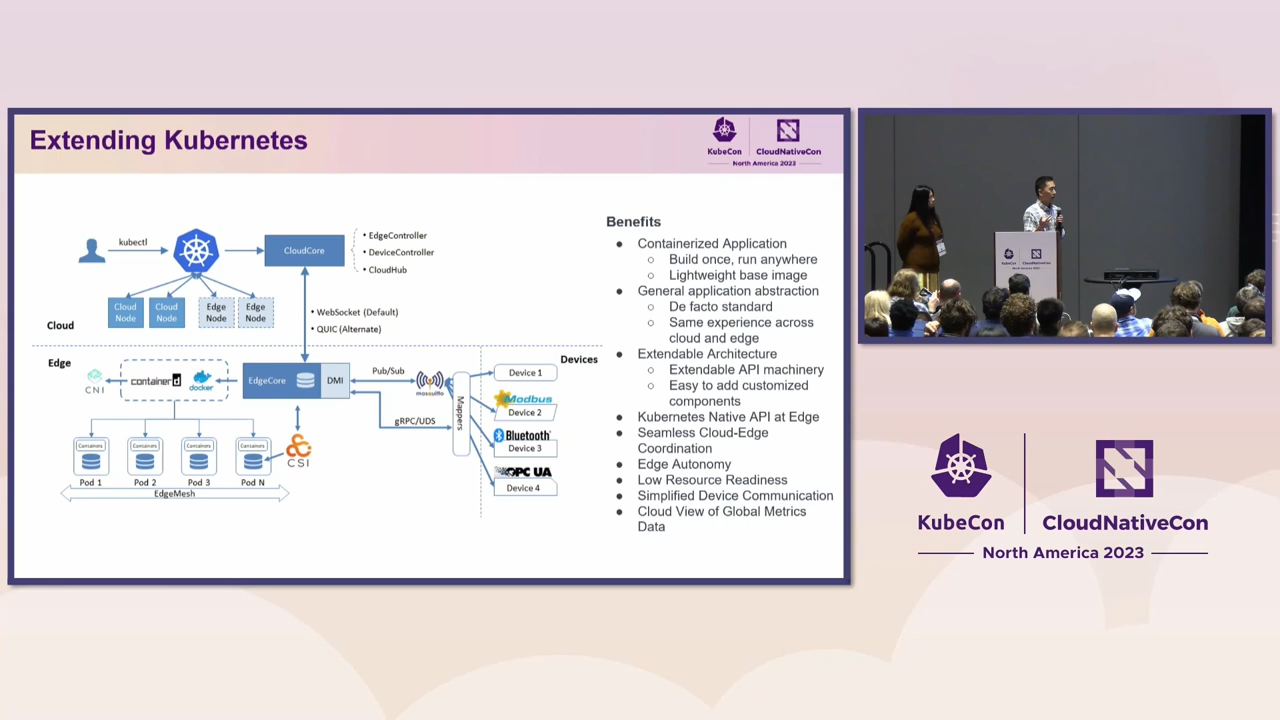 Extending Kubernetes
KubeCon
CloudNativeCon
North America 2023
kubectl
CloudCore
• EdgeController
• DeviceController
• CloudHub
Cloud Node
Cloud Node
Edge Node
Edge Node
Cloud
• WebSocket (Default)
• QUIC (Alternate)
Edge
Devices
CNI
containerd
docker
EdgeCore
DMI
Pub/Sub
mosquitto
gRPC/UDS
Mappers
Device 1
Modbus
Device 2
Bluetooth
Device 3
OPC UA
Device 4
Containers
Containers
Containers
Containers
CSI
Pod 1
Pod 2
Pod 3
Pod N
EdgeMesh
Benefits
● Containerized Application
○ Build once, run anywhere
○ Lightweight base image
● General application abstraction
○ De facto standard
○ Same experience across
cloud and edge
● Extendable Architecture
○ Extendable API machinery
○ Easy to add customized
components
● Kubernetes Native API at Edge
● Seamless Cloud-Edge
Coordination
● Edge Autonomy
● Low Resource Readiness
● Simplified Device Communication
● Cloud View of Global Metrics
Data
KubeCon
CloudNativeCon
KubeCon
CloudNativeCon
North America 2023